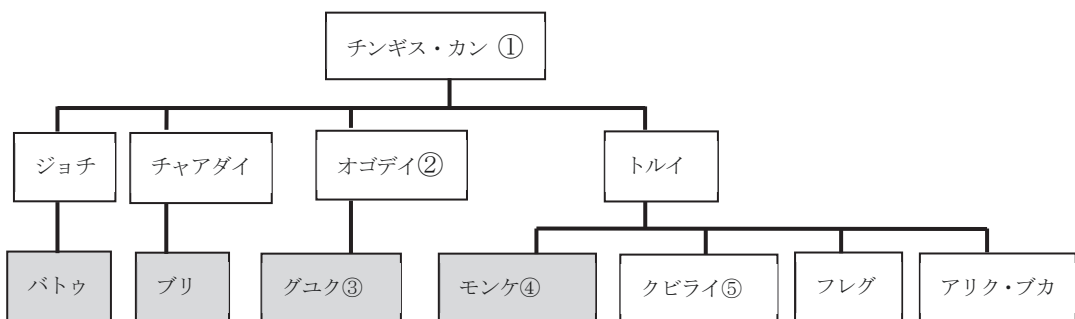 チンギス・カン ①
ジョチ
チャアダイ
オゴデイ②
トルイ
バトゥ
ブリ
グユク③
モンケ④
クビライ⑤
フレグ
アリク・ブカ